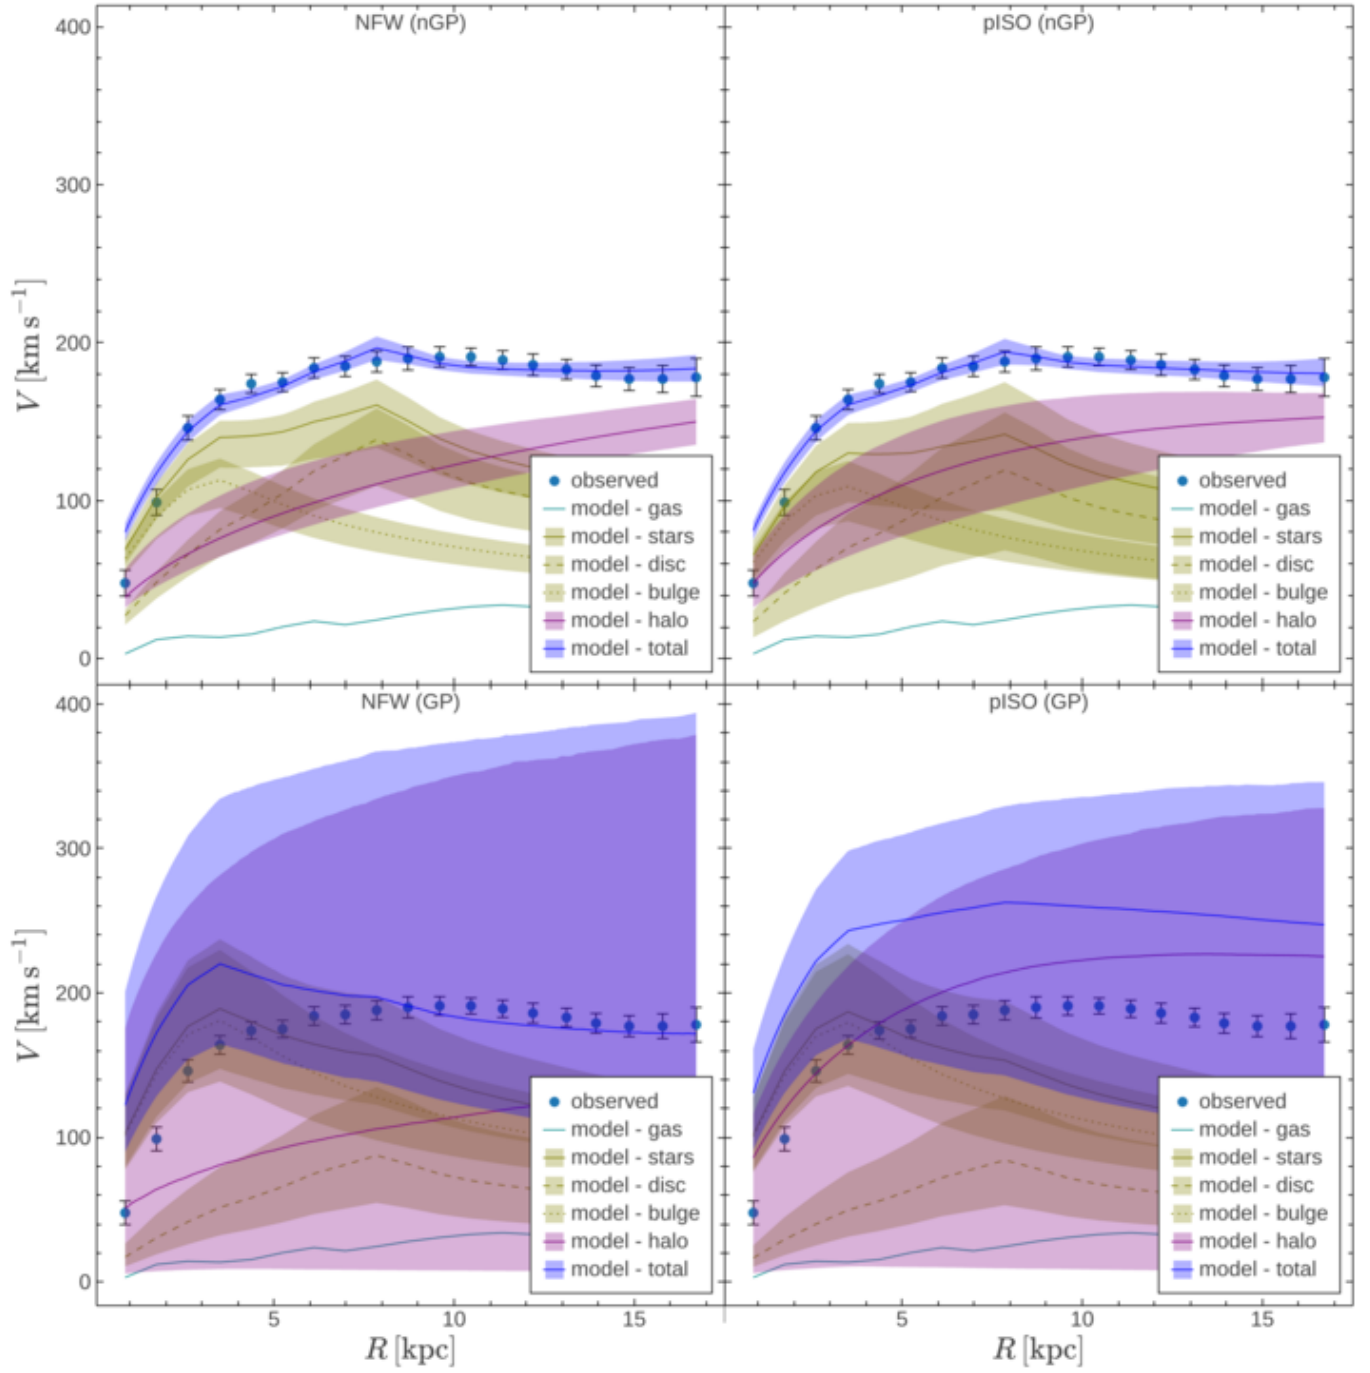 NFW (nGP)
pISO (nGP)
400
300
200
100
0
V [km s⁻¹]
observed
model - gas
model - stars
model - disc
model - bulge
model - halo
model - total
observed
model - gas
model - stars
model - disc
model - bulge
model - halo
model - total
NFW (GP)
pISO (GP)
400
300
200
100
0
V [km s⁻¹]
observed
model - gas
model - stars
model - disc
model - bulge
model - halo
model - total
observed
model - gas
model - stars
model - disc
model - bulge
model - halo
model - total
5 10 15
5 10 15
R [kpc]
R [kpc]